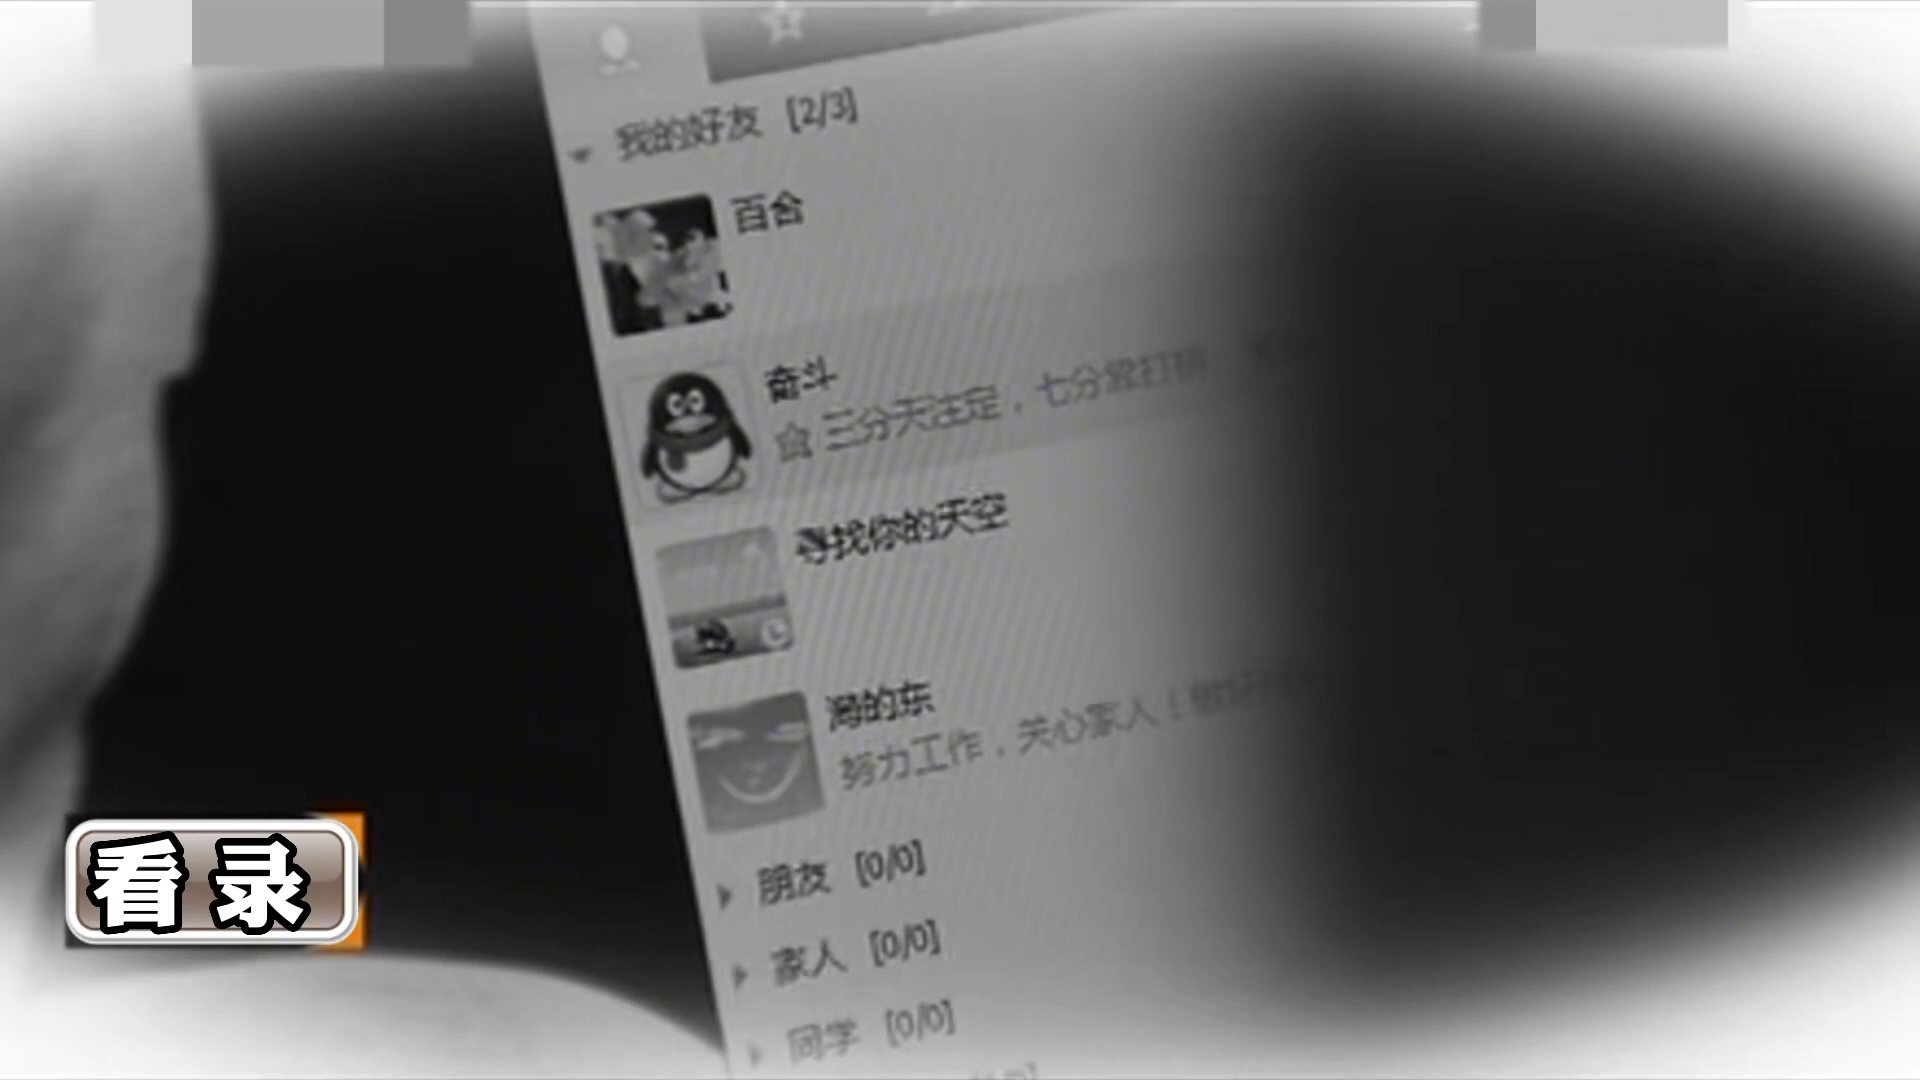 我的好友 [2/3]
百合
奋斗
三分天注定，七分靠打拼
寻找你的天空
的东
努力工作，关心家人！做好
朋友 [0/0]
家人 [0/0]
同学 [0/0]
看录